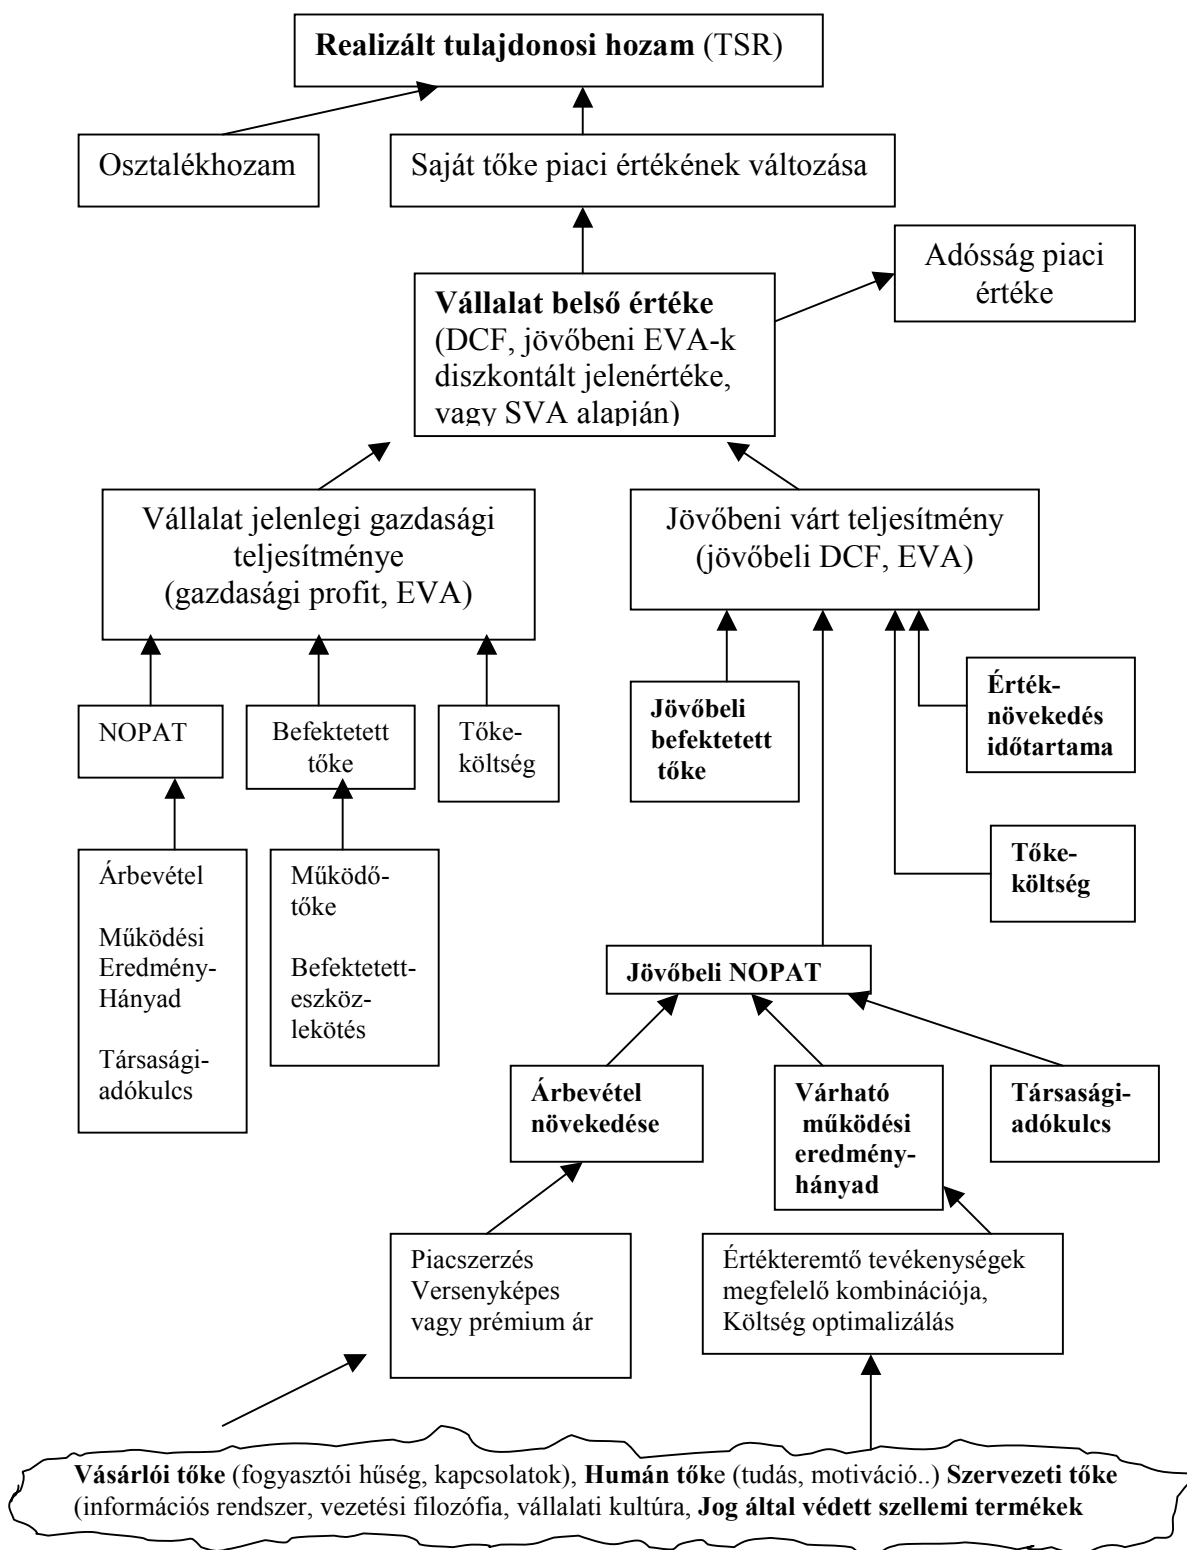 Realizált tulajdonosi hozam (TSR)
Osztalékhozam
Saját tőke piaci értékének változása
Adósság piaci
értéke
Vállalat belső értéke
(DCF, jövőbeni EVA-k
diszkontált jelenértéke,
vagy SVA alapján)
Vállalat jelenlegi gazdasági
teljesítménye
(gazdasági profit, EVA)
Jövőbeni várt teljesítmény
(jövőbeli DCF, EVA)
NOPAT
Befektetett
tőke
Tőke-
költség
Jövőbeli
befektetett
tőke
Érték-
növekedés
időtartama
Árbevétel
Működési
Eredmény-
Hányad
Társasági-
adókulcs
Működő-
tőke
Befektetett-
eszköz-
lekötés
Tőke-
költség
Jövőbeli NOPAT
Árbevétel
növekedése
Várható
működési
eredmény-
hányad
Társasági-
adókulcs
Piacszerzés
Versenyképes
vagy prémium ár
Értékteremtő tevékenységek
megfelelő kombinációja,
Költség optimalizálás
Vásárlói tőke (fogyasztói hűség, kapcsolatok), Humán tőke (tudás, motiváció..) Szervezeti tőke
(információs rendszer, vezetési filozófia, vállalati kultúra, Jog által védett szellemi termékek